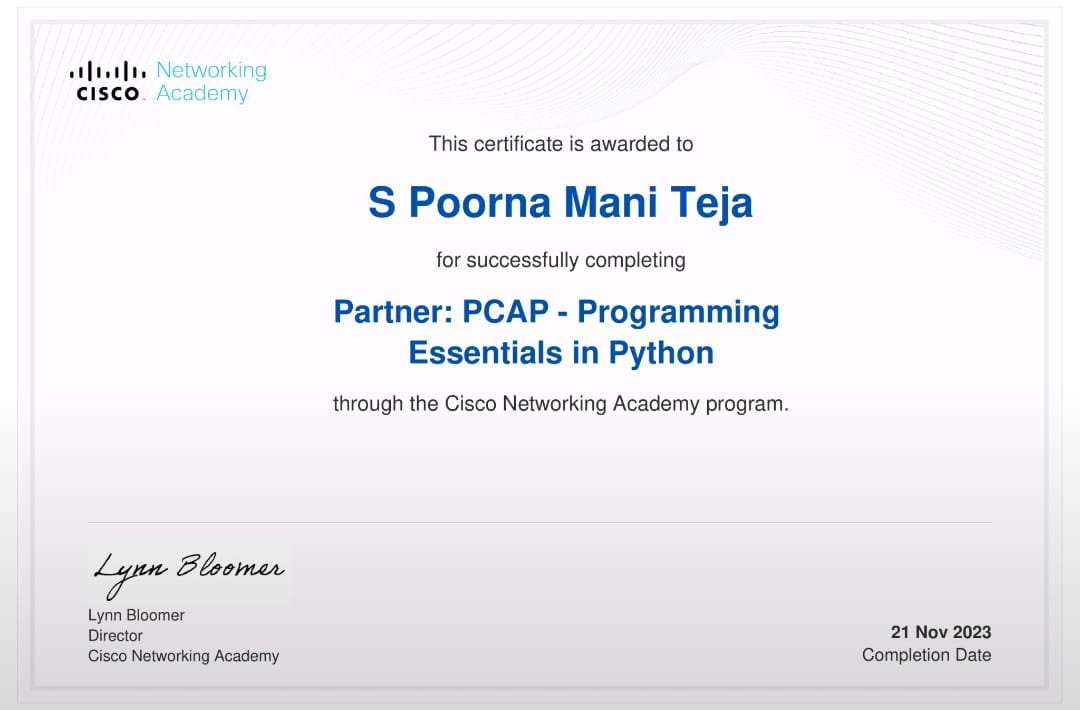 Networking
CISCO Academy
This certificate is awarded to
S Poorna Mani Teja
for successfully completing
Partner: PCAP - Programming
Essentials in Python
through the Cisco Networking Academy program.
Lynn Bloomer
Lynn Bloomer
Director
Cisco Networking Academy
21 Nov 2023
Completion Date